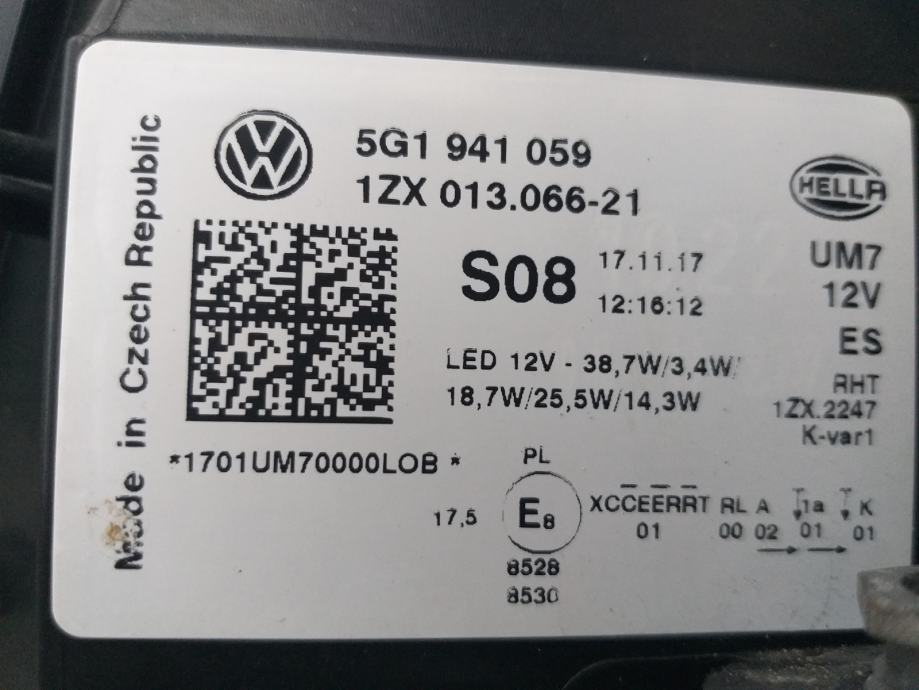 Made in Czech Republic
5G1 941 059
1ZX 013.066-21
HELLA
S08
17.11.17
12:16:12
UM7
12V
ES
LED 12V - 38,7W/3,4W/
18,7W/25,5W/14,3W
RHT
1ZX.2247
K-var1
*1701UM70000LOB *
PL
17,5
E8
XCCEERRT RL A 1a K
01 00 02 01 01
8528
8530